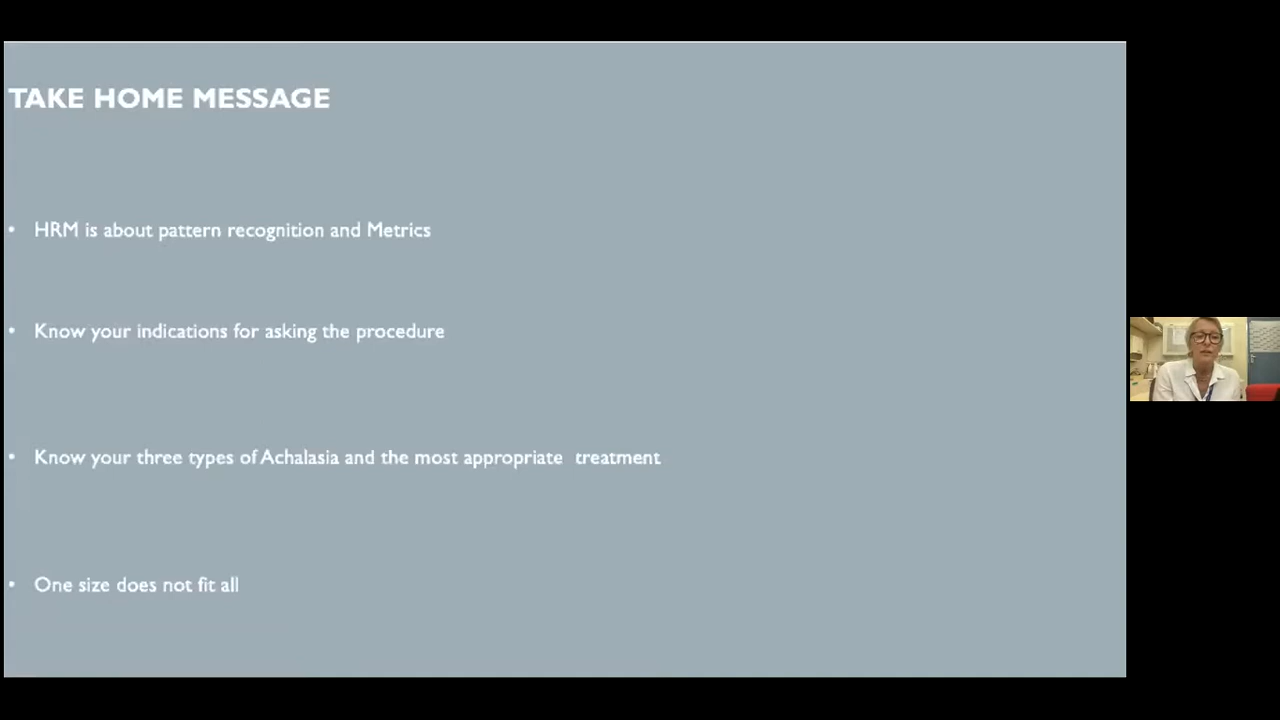 TAKE HOME MESSAGE
• HRM is about pattern recognition and Metrics
• Know your indications for asking the procedure
• Know your three types of Achalasia and the most appropriate treatment
• One size does not fit all